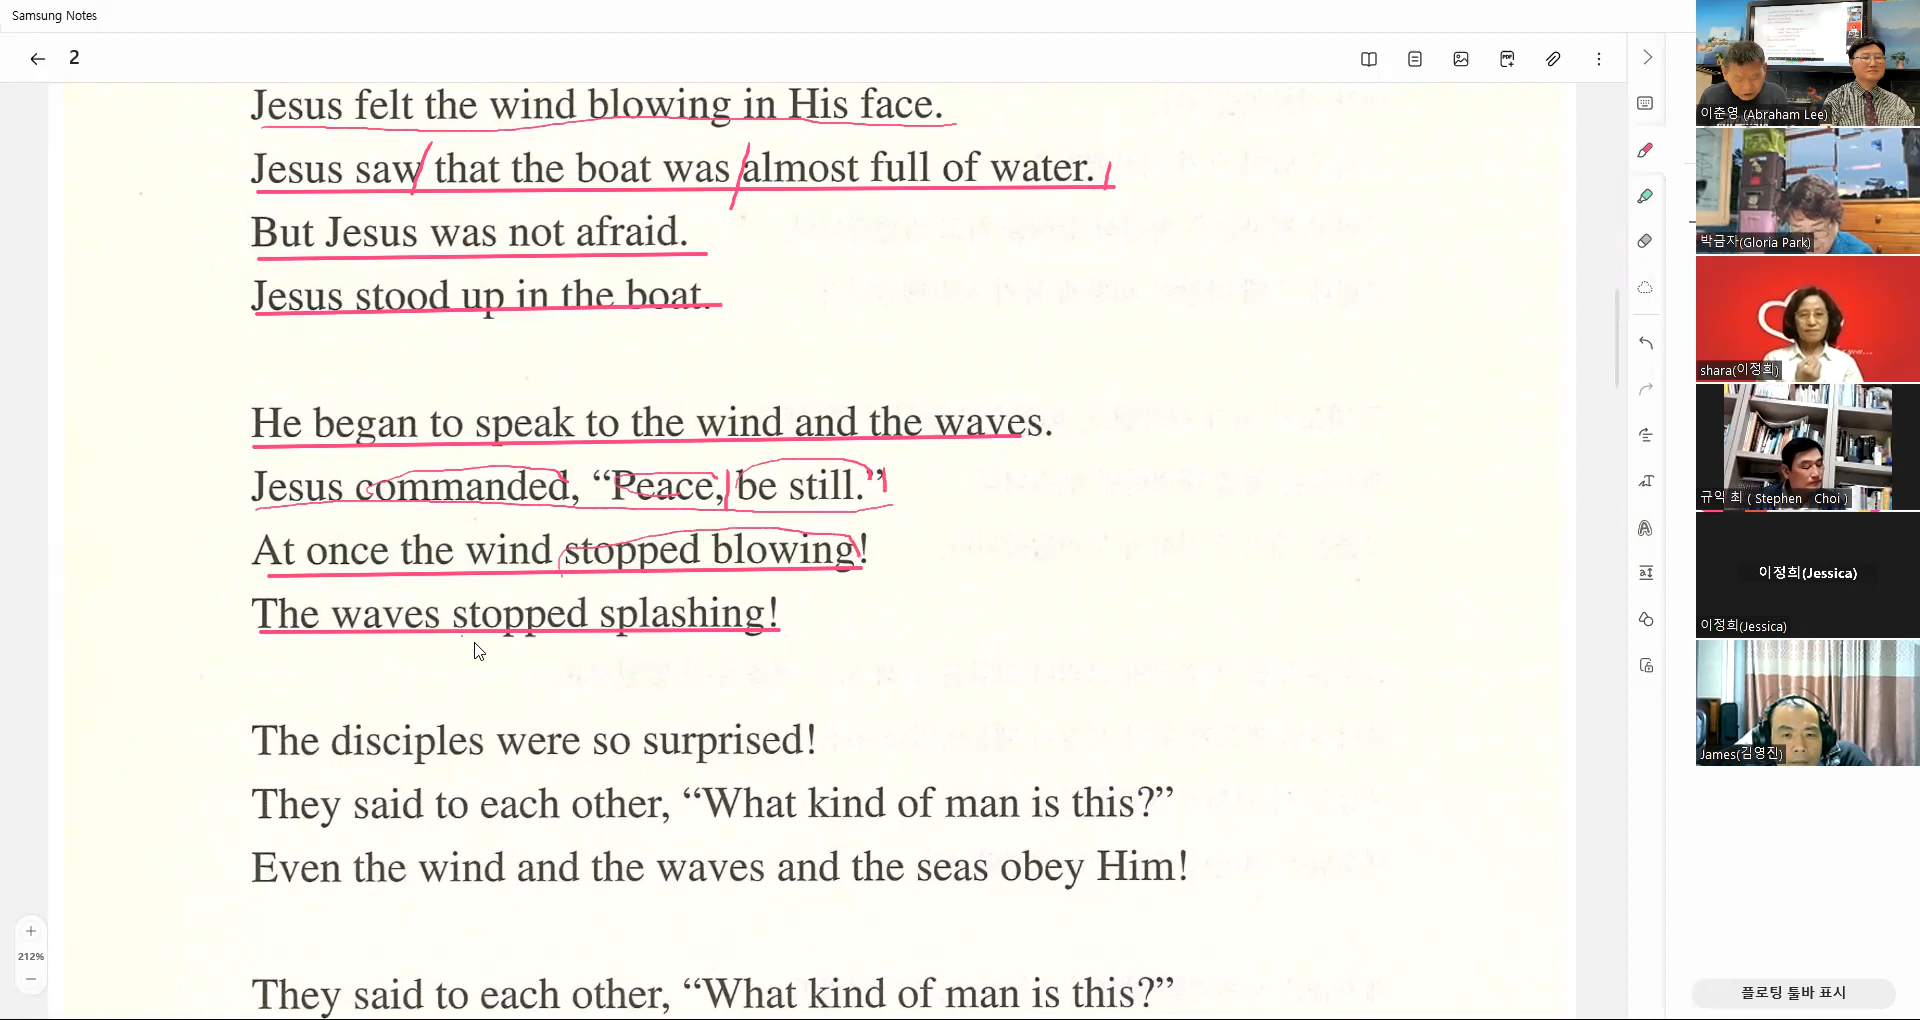 Samsung Notes
2
Jesus felt the wind blowing in His face.
Jesus saw that the boat was almost full of water.
But Jesus was not afraid.
Jesus stood up in the boat.
He began to speak to the wind and the waves.
Jesus commanded, “Peace, be still.”
At once the wind stopped blowing!
The waves stopped splashing!
The disciples were so surprised!
They said to each other, “What kind of man is this?”
Even the wind and the waves and the seas obey Him!
They said to each other, “What kind of man is this?”
212%
이춘영 (Abraham Lee)
박금자(Gloria Park)
shara(이정희)
규익 최 ( Stephen Choi )
이정희(Jessica)
이정희(Jessica)
James(김영진)
플로팅 툴바 표시